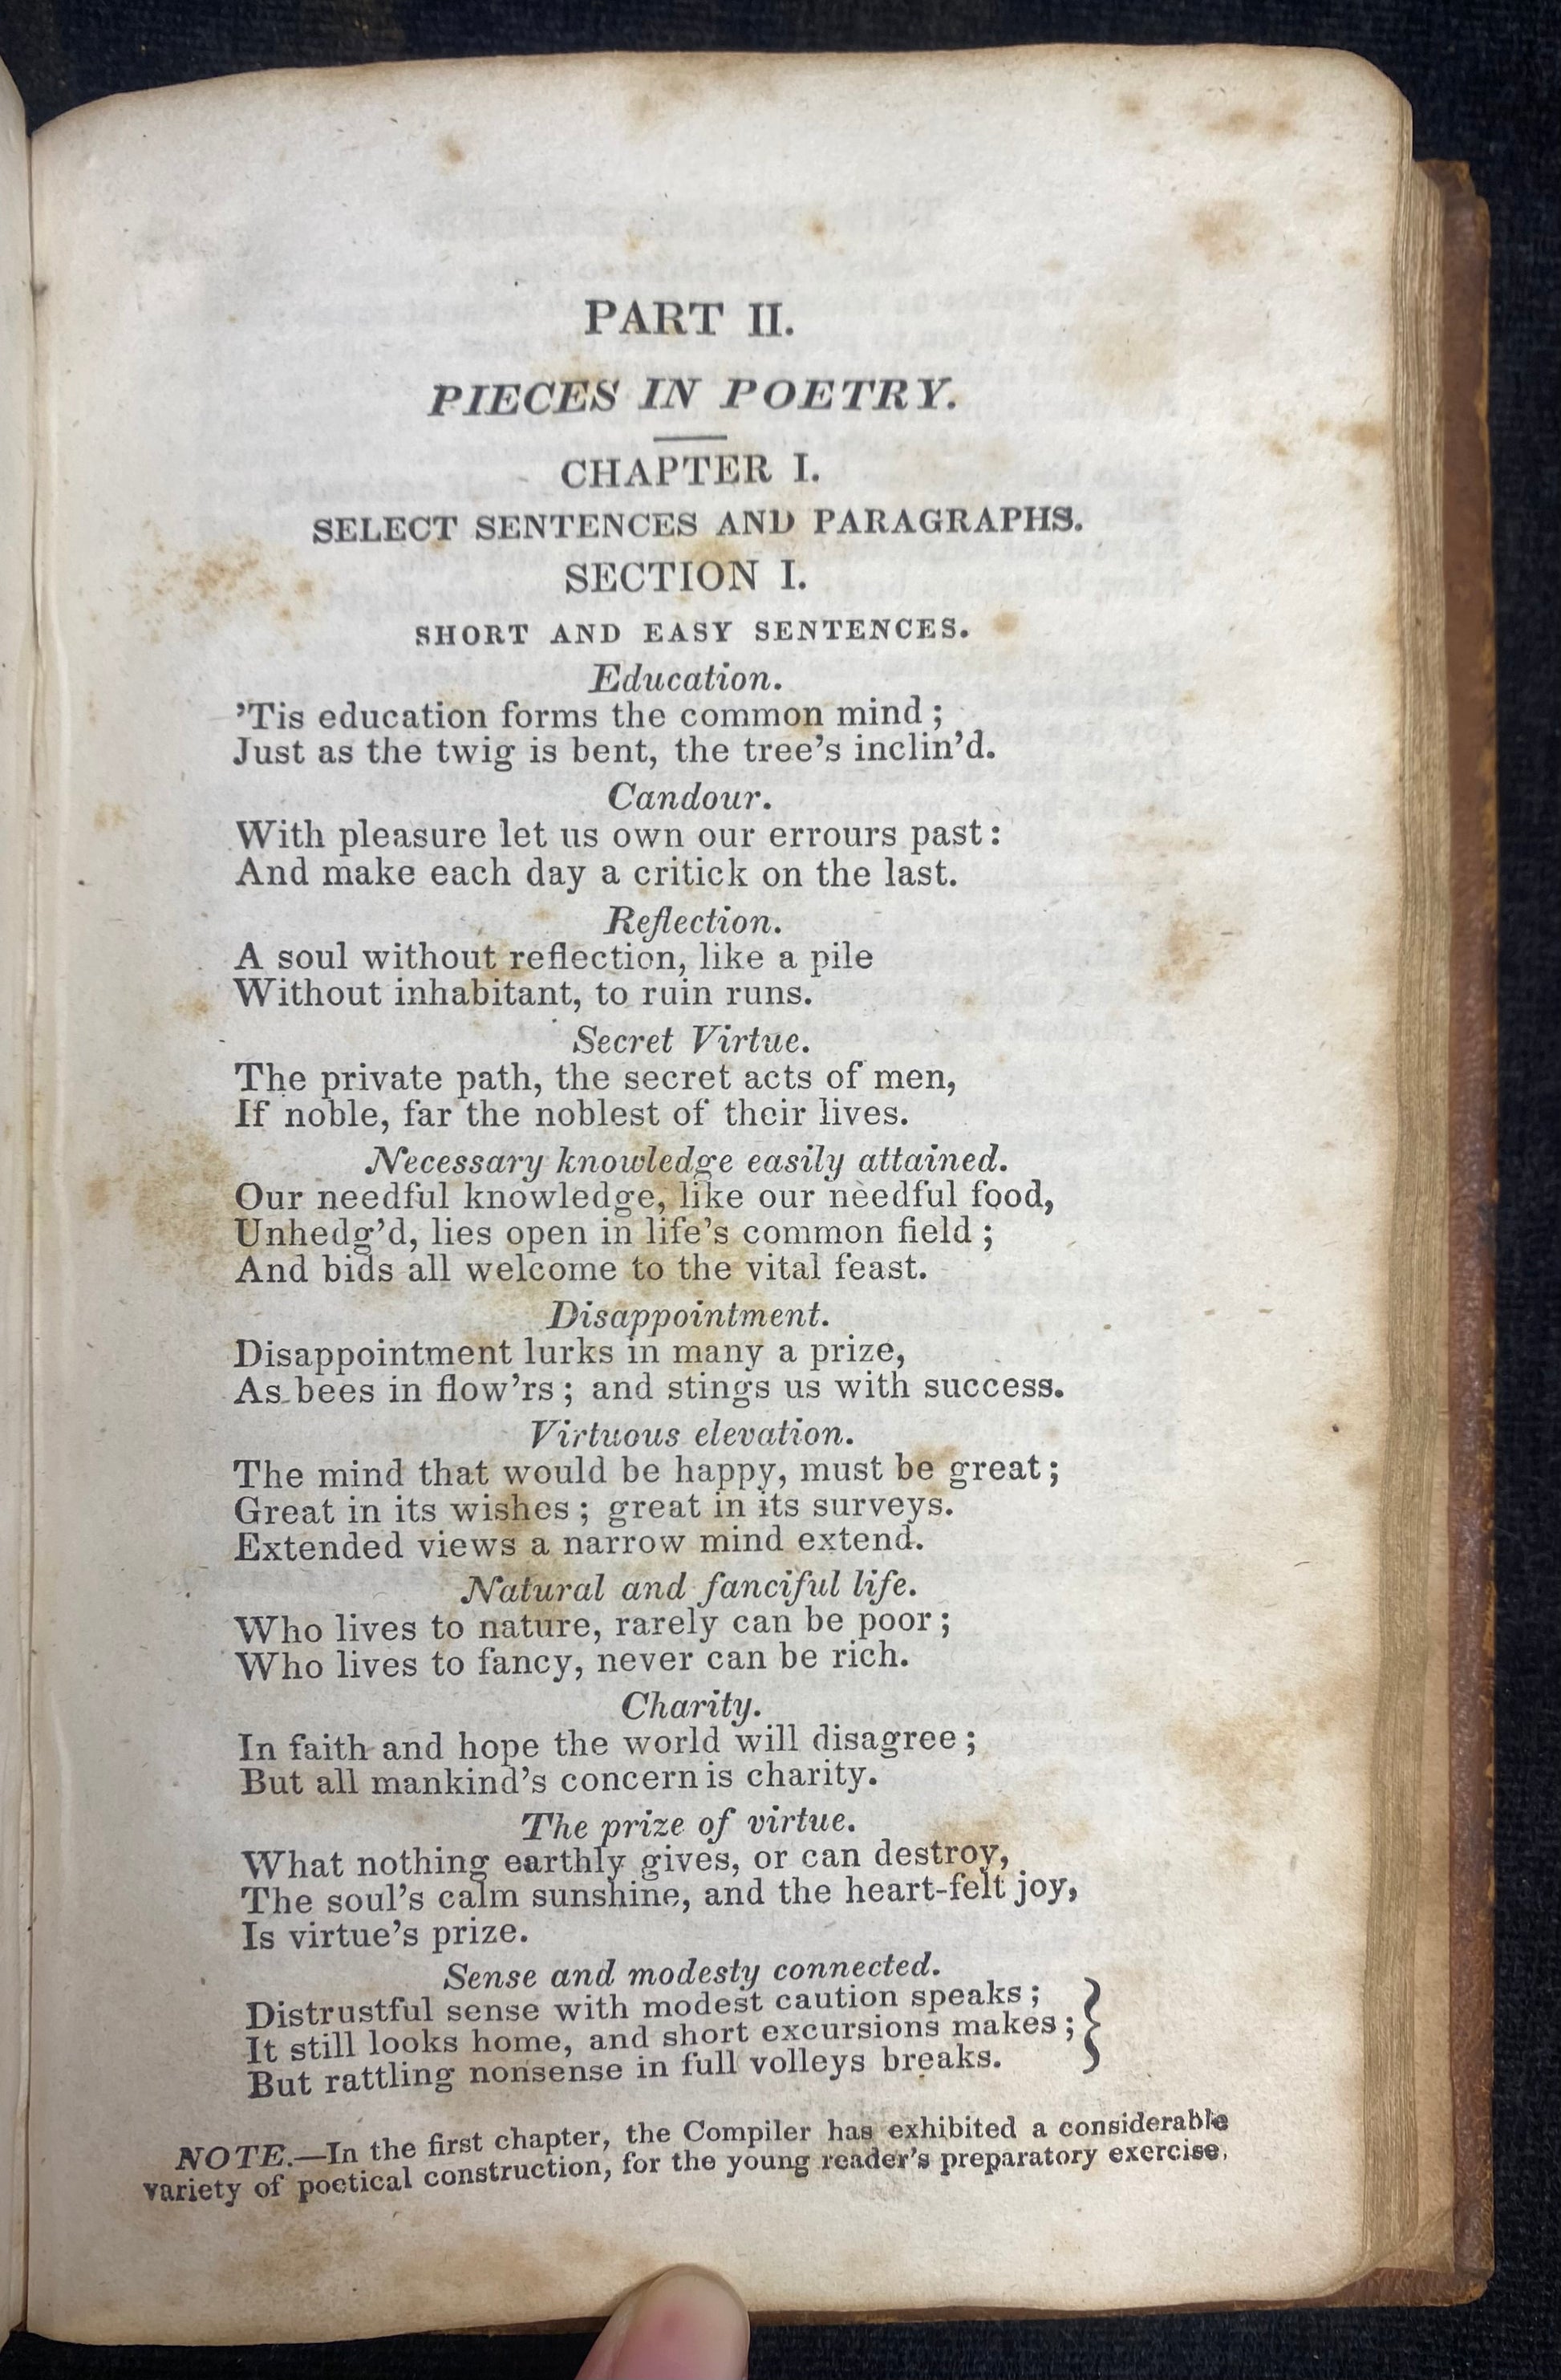 PART II.
PIECES IN POETRY.
CHAPTER I.
SELECT SENTENCES AND PARAGRAPHS.
SECTION I.
SHORT AND EASY SENTENCES.
Education.
'Tis education forms the common mind ;
Just as the twig is bent, the tree's inclin'd.
Candour.
With pleasure let us own our errours past :
And make each day a critick on the last.
Reflection.
A soul without reflection, like a pile
Without inhabitant, to ruin runs.
Secret Virtue.
The private path, the secret acts of men,
If noble, far the noblest of their lives.
Necessary knowledge easily attained.
Our needful knowledge, like our needful food,
Unhedg'd, lies open in life's common field ;
And bids all welcome to the vital feast.
Disappointment.
Disappointment lurks in many a prize,
As bees in flow'rs ; and stings us with success.
Virtuous elevation.
The mind that would be happy, must be great ;
Great in its wishes ; great in its surveys.
Extended views a narrow mind extend.
Natural and fanciful life.
Who lives to nature, rarely can be poor ;
Who lives to fancy, never can be rich.
Charity.
In faith and hope the world will disagree ;
But all mankind's concern is charity.
The prize of virtue.
What nothing earthly gives, or can destroy,
The soul's calm sunshine, and the heart-felt joy,
Is virtue's prize.
Sense and modesty connected.
Distrustful sense with modest caution speaks ;
It still looks home, and short excursions makes ;
But rattling nonsense in full volleys breaks.
NOTE.—In the first chapter, the Compiler has exhibited a considerable
variety of poetical construction, for the young reader's preparatory exercise.